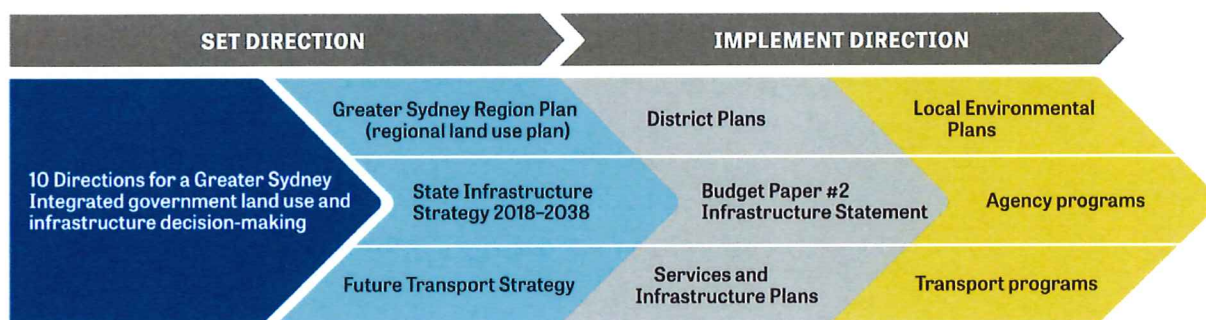 SET DIRECTION
IMPLEMENT DIRECTION
10 Directions for a Greater Sydney
Integrated government land use and
infrastructure decision-making
Greater Sydney Region Plan
(regional land use plan)
District Plans
Local Environmental
Plans
State Infrastructure
Strategy 2018–2038
Budget Paper #2
Infrastructure Statement
Agency programs
Future Transport Strategy
Services and
Infrastructure Plans
Transport programs